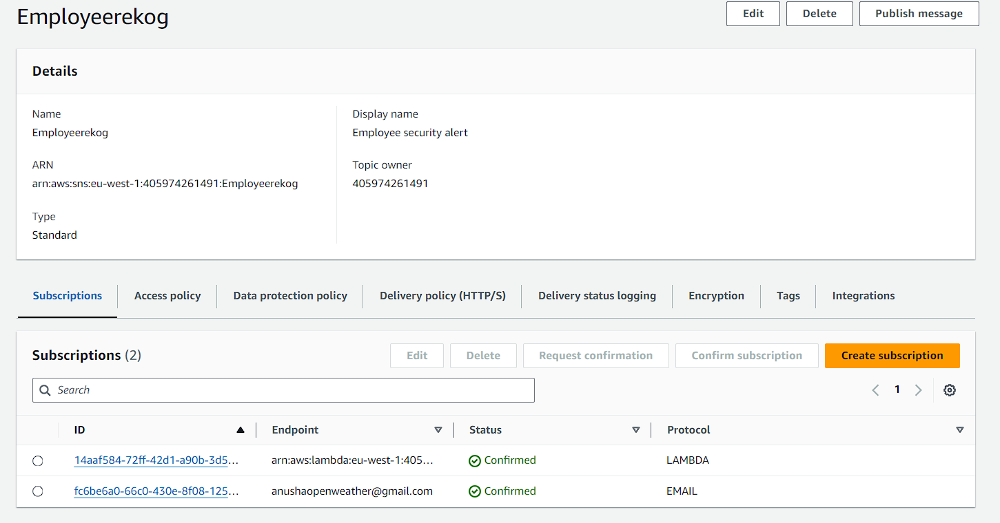 Employeerekog
Edit
Delete
Publish message
Details
Name
Employeerekog
Display name
Employee security alert
ARN
arn:aws:sns:eu-west-1:405974261491:Employeerekog
Topic owner
405974261491
Type
Standard
Subscriptions
Access policy
Data protection policy
Delivery policy (HTTP/S)
Delivery status logging
Encryption
Tags
Integrations
Subscriptions (2)
Edit
Delete
Request confirmation
Confirm subscription
Create subscription
Search
1
ID
Endpoint
Status
Protocol
14aaf584-72ff-42d1-a90b-3d5...
arn:aws:lambda:eu-west-1:405...
Confirmed
LAMBDA
fc6be6a0-66c0-430e-8f08-125...
anushaopenweather@gmail.com
Confirmed
EMAIL